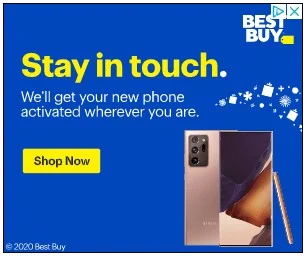 BEST
BUY
Stay in touch.
We'll get your new phone
activated wherever you are.
Shop Now
SAMSUNG
© 2020 Best Buy